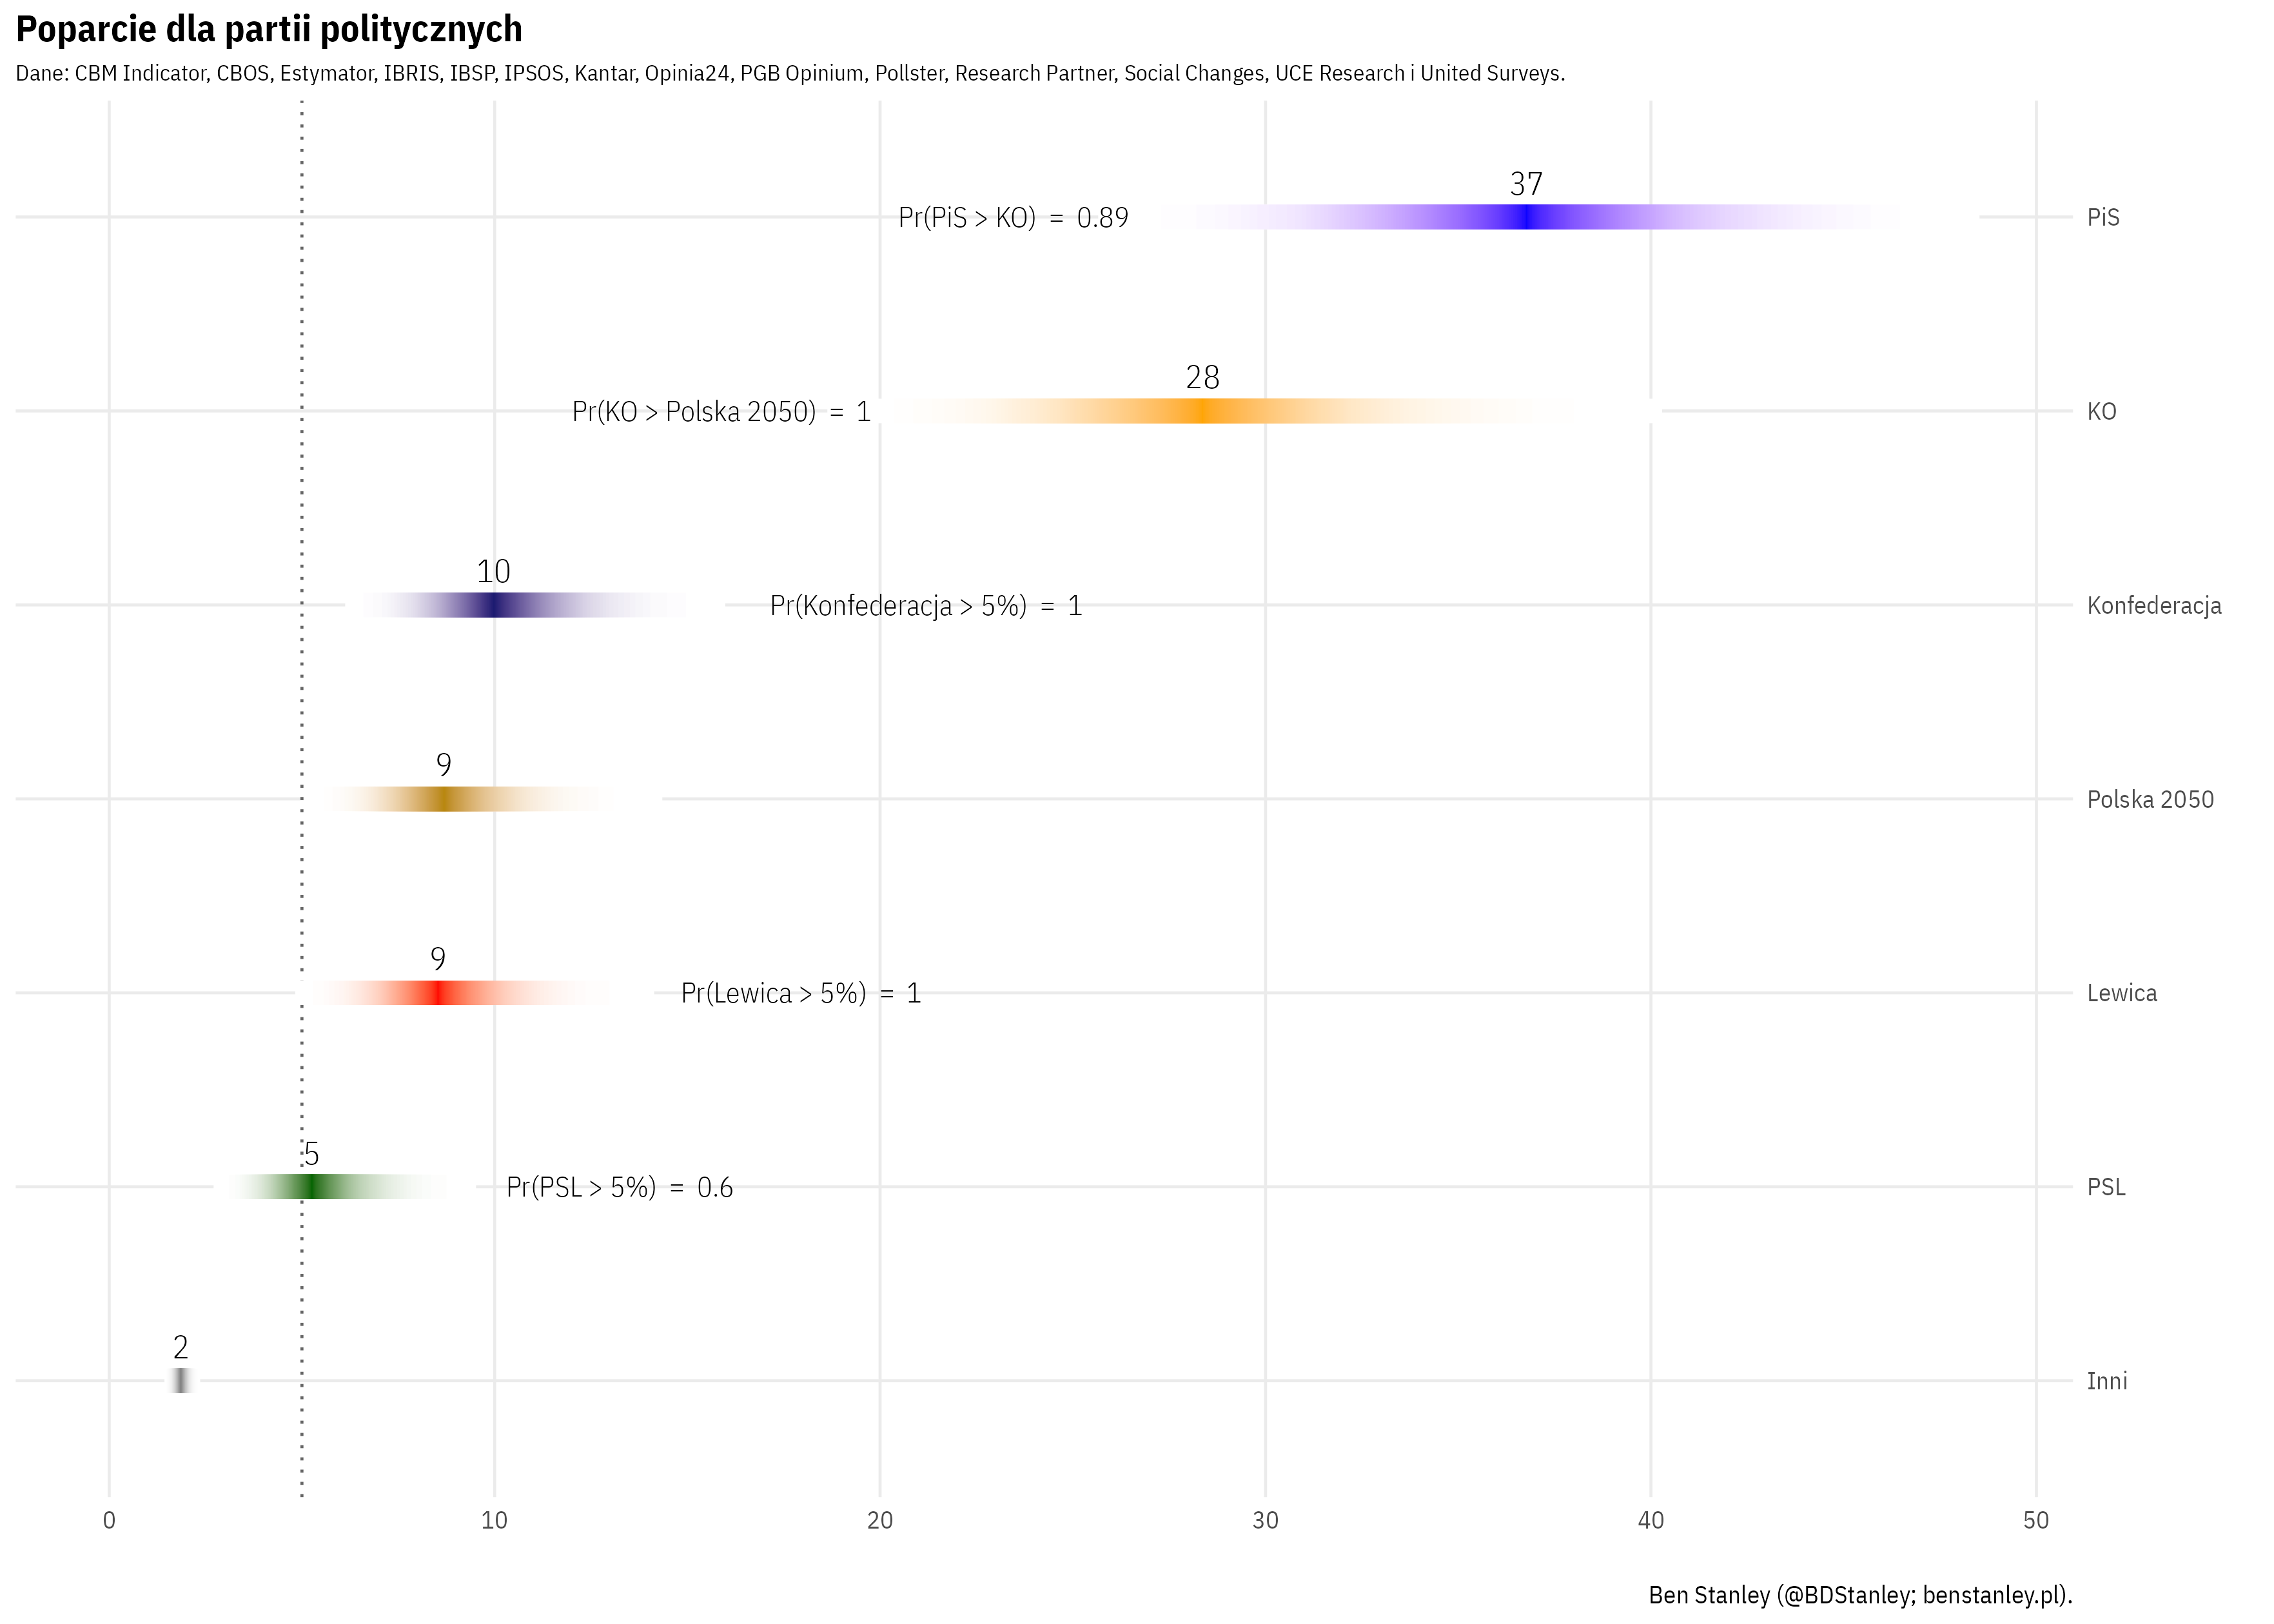 Poparcie dla partii politycznych
Dane: CBM Indicator, CBOS, Estymator, IBRIS, IBSP, IPSOS, Kantar, Opinia24, PGB Opinium, Pollster, Research Partner, Social Changes, UCE Research i United Surveys.
37
Pr(PiS > KO) = 0.89 PiS
28
Pr(KO > Polska 2050) = 1 KO
10
Pr(Konfederacja > 5%) = 1 Konfederacja
9
Polska 2050
9
Pr(Lewica > 5%) = 1 Lewica
5
Pr(PSL > 5%) = 0.6 PSL
2
Inni
0 10 20 30 40 50
Ben Stanley (@BDStanley; benstanley.pl).